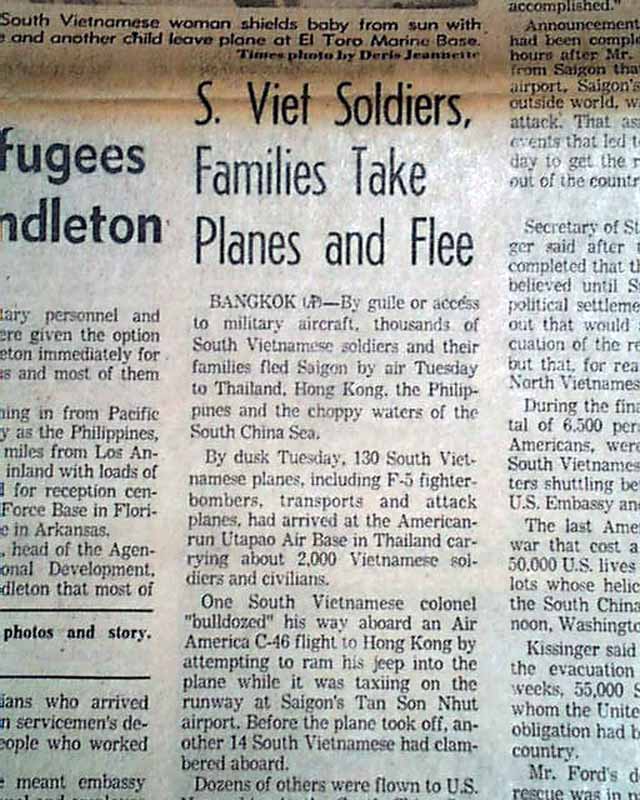 South Vietnamese woman shields baby from sun with
and another child leave plane at El Toro Marine Base.
Times photo by Deris Jeannette
fugees
ndleton
tary personnel and
ere given the option
eton immediately for
es and most of them
ning in from Pacific
y as the Philippines,
miles from Los An-
inland with loads of
for reception cen-
Force Base in Flori-
e in Arkansas.
, head of the Agen-
onal Development,
dleton that most of
photos and story.
ians who arrived
n servicemen's de-
eople who worked
e meant embassy
S. Viet Soldiers,
Families Take
Planes and Flee
BANGKOK (AP)—By guile or access
to military aircraft, thousands of
South Vietnamese soldiers and their
families fled Saigon by air Tuesday
to Thailand, Hong Kong, the Philip-
pines and the choppy waters of the
South China Sea.
By dusk Tuesday, 130 South Viet-
namese planes, including F-5 fighter-
bombers, transports and attack
planes, had arrived at the American-
run Utapao Air Base in Thailand car-
rying about 2,000 Vietnamese sol-
diers and civilians.
One South Vietnamese colonel
"bulldozed" his way aboard an Air
America C-46 flight to Hong Kong by
attempting to ram his jeep into the
plane while it was taxiing on the
runway at Saigon's Tan Son Nhut
airport. Before the plane took off, an-
other 14 South Vietnamese had clam-
bered aboard.
Dozens of others were flown to U.S.
accomplished."
Announcement
had been comple
hours after Mr.
from Saigon tha
airport, Saigon's
outside world, w
attack. That as
events that led t
day to get the r
out of the countr
Secretary of St
ger said after
completed that t
believed until S
political settleme
out that would
cuation of the re
but that, for rea
North Vietnames
During the fin
tal of 6,500 pers
Americans, were
South Vietnames
ters shuttling be
U.S. Embassy an
The last Ame
war that cost a
50,000 U.S. lives
lots whose helic
the South China
noon, Washingto
Kissinger said
the evacuation
weeks, 55,000
whom the Unite
obligation had b
country.
Mr. Ford's d
rescue was in p